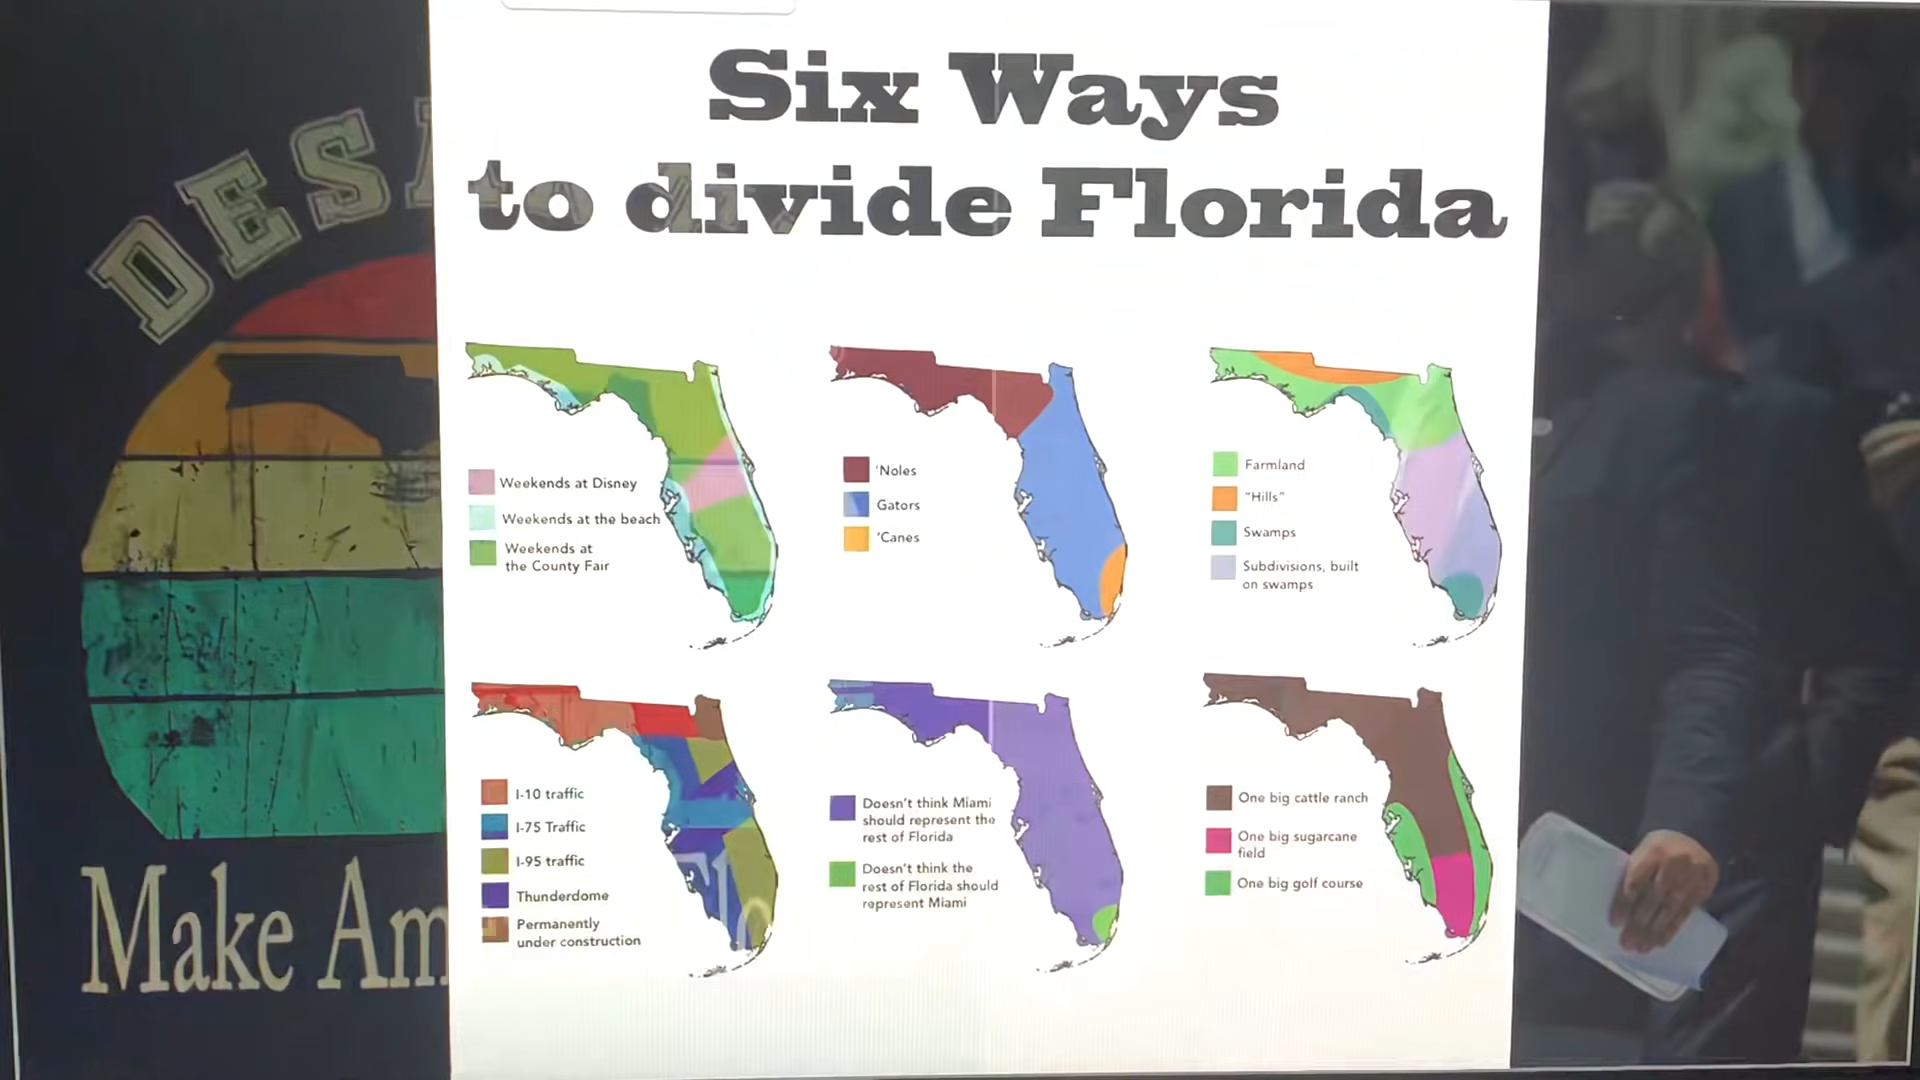 Six Ways
to divide Florida
DES
Make Am
Weekends at Disney
Weekends at the beach
Weekends at
the County Fair
'Noles
Gators
'Canes
Farmland
"Hills"
Swamps
Subdivisions, built
on swamps
I-10 traffic
I-75 Traffic
I-95 traffic
Thunderdome
Permanently
under construction
Doesn't think Miami
should represent the
rest of Florida
Doesn't think the
rest of Florida should
represent Miami
One big cattle ranch
One big sugarcane
field
One big golf course